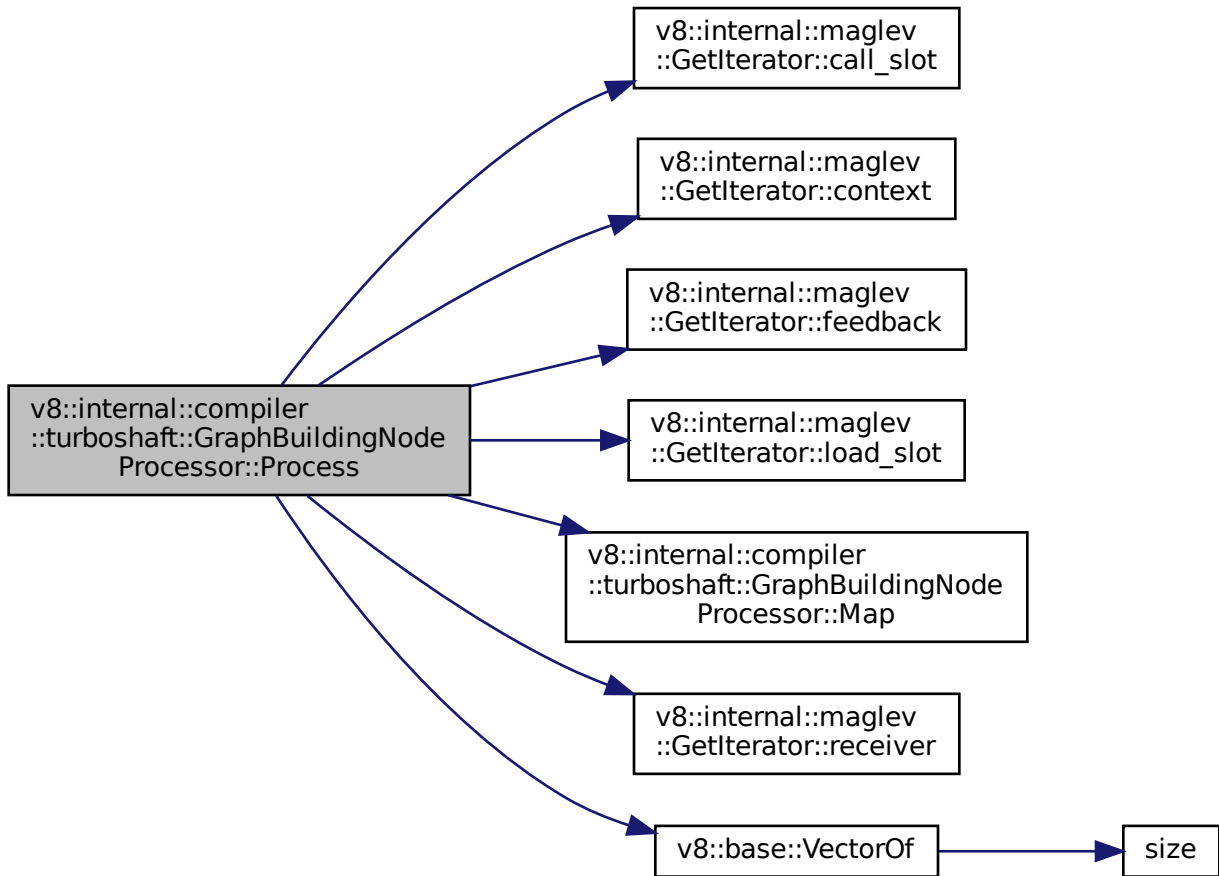 v8::internal::maglev
::GetIterator::call_slot
v8::internal::maglev
::GetIterator::context
v8::internal::maglev
::GetIterator::feedback
v8::internal::compiler
::turboshaft::GraphBuildingNode
Processor::Process
v8::internal::maglev
::GetIterator::load_slot
v8::internal::compiler
::turboshaft::GraphBuildingNode
Processor::Map
v8::internal::maglev
::GetIterator::receiver
v8::base::VectorOf
size